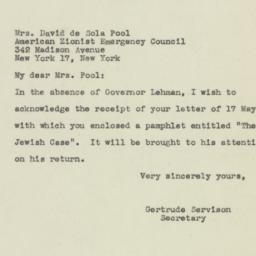 Mrs. David de Sola Pool
American Zionist Emergency Council
342 Madison Avenue
New York 17, New York
My dear Mrs. Pool:
In the absence of Governor Lehman, I wish to
acknowledge the receipt of your letter of 17 May
with which you enclosed a pamphlet entitled "The
Jewish Case". It will be brought to his attenti
on his return.
Very sincerely yours,
Gertrude Servison
Secretary